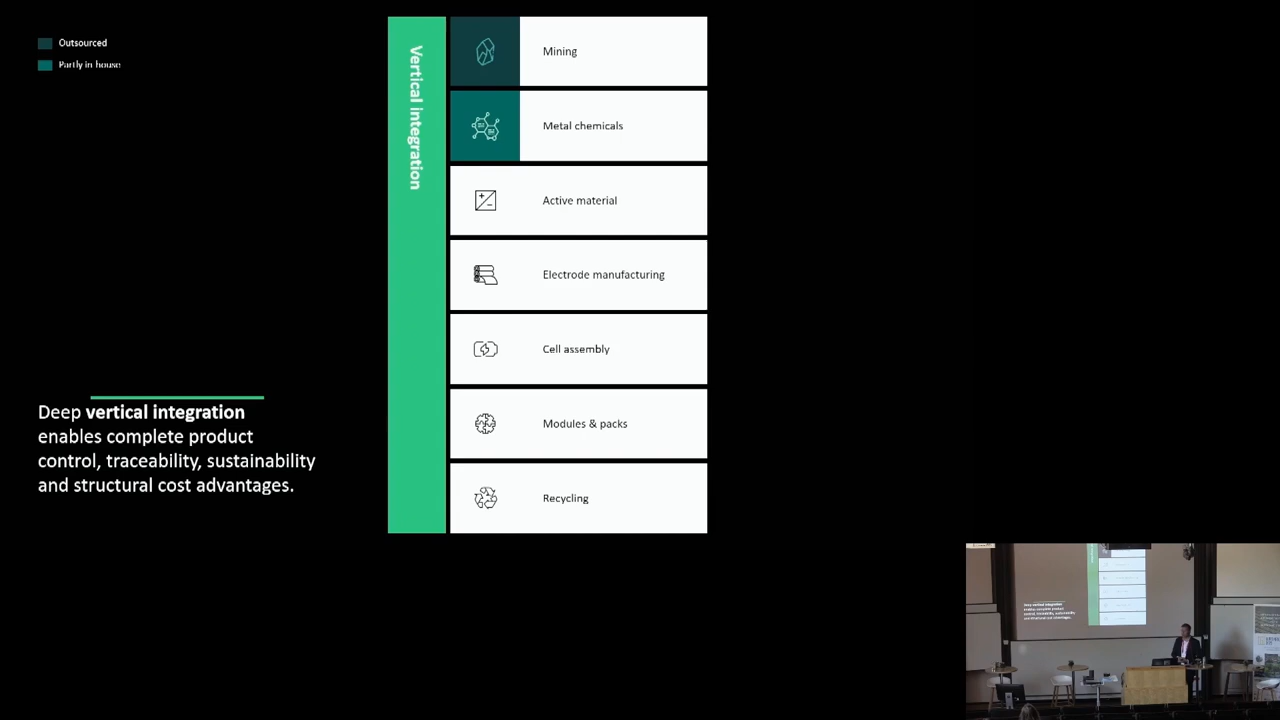 Outsourced
Partly in house
Vertical integration
Mining
Metal chemicals
Active material
Electrode manufacturing
Cell assembly
Modules & packs
Recycling
Deep vertical integration
enables complete product
control, traceability, sustainability
and structural cost advantages.